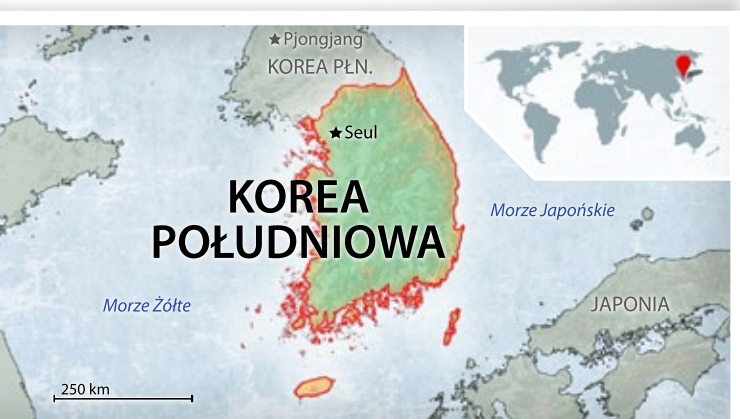 Pjongjang
KOREA PŁN.
Seul
KOREA
POŁUDNIOWA
Morze Japońskie
Morze Żółte
JAPONIA
250 km